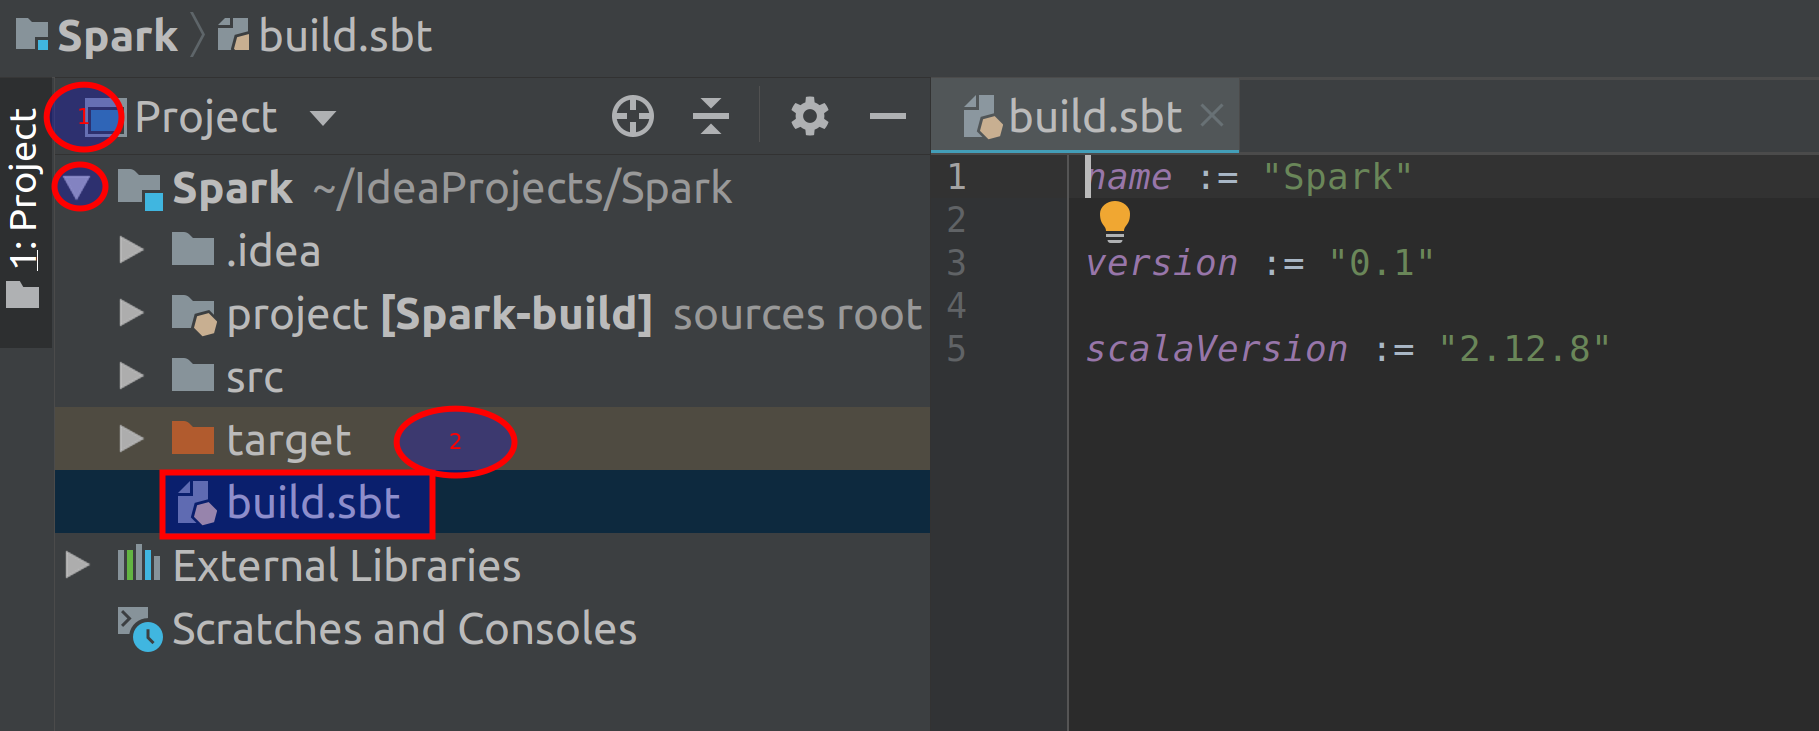 Spark build.sbt
1: Project
1 Project
build.sbt
Spark ~/IdeaProjects/Spark
.idea
project [Spark-build] sources root
src
target 2
build.sbt
External Libraries
Scratches and Consoles
1 name := "Spark"
2
3 version := "0.1"
4
5 scalaVersion := "2.12.8"